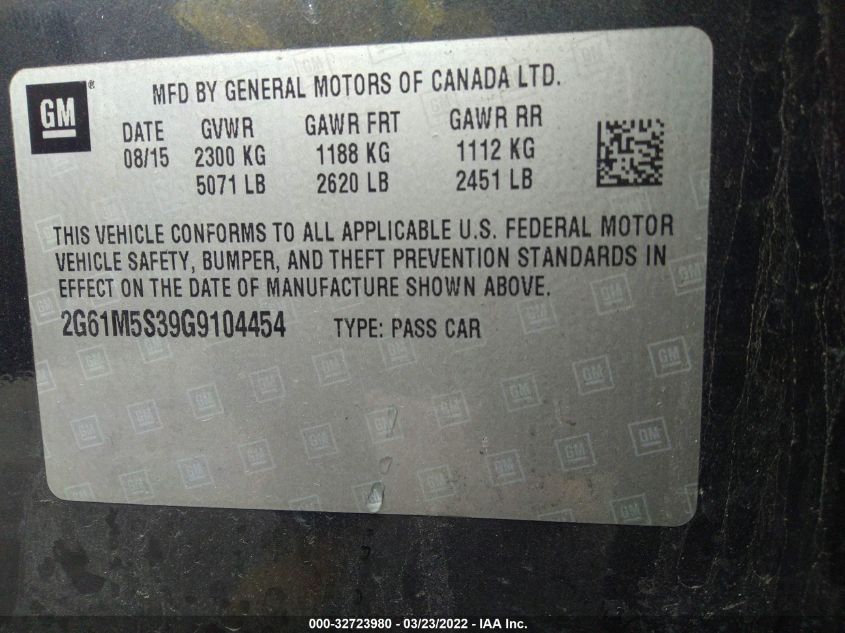 GM®
MFD BY GENERAL MOTORS OF CANADA LTD.
DATE GVWR GAWR FRT GAWR RR
08/15 2300 KG 1188 KG 1112 KG
5071 LB 2620 LB 2451 LB
THIS VEHICLE CONFORMS TO ALL APPLICABLE U.S. FEDERAL MOTOR
VEHICLE SAFETY, BUMPER, AND THEFT PREVENTION STANDARDS IN
EFFECT ON THE DATE OF MANUFACTURE SHOWN ABOVE.
2G61M5S39G9104454 TYPE: PASS CAR
000-32723980 — 03/23/2022 — IAA Inc.